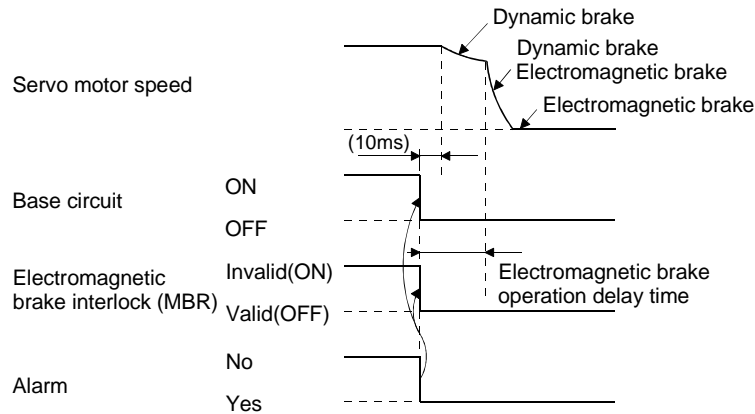 Dynamic brake
Dynamic brake
Electromagnetic brake
Servo motor speed
Electromagnetic brake
(10ms)
ON
Base circuit
OFF
Invalid(ON)
Electromagnetic
brake interlock (MBR)
Valid(OFF)
Electromagnetic brake
operation delay time
No
Alarm
Yes